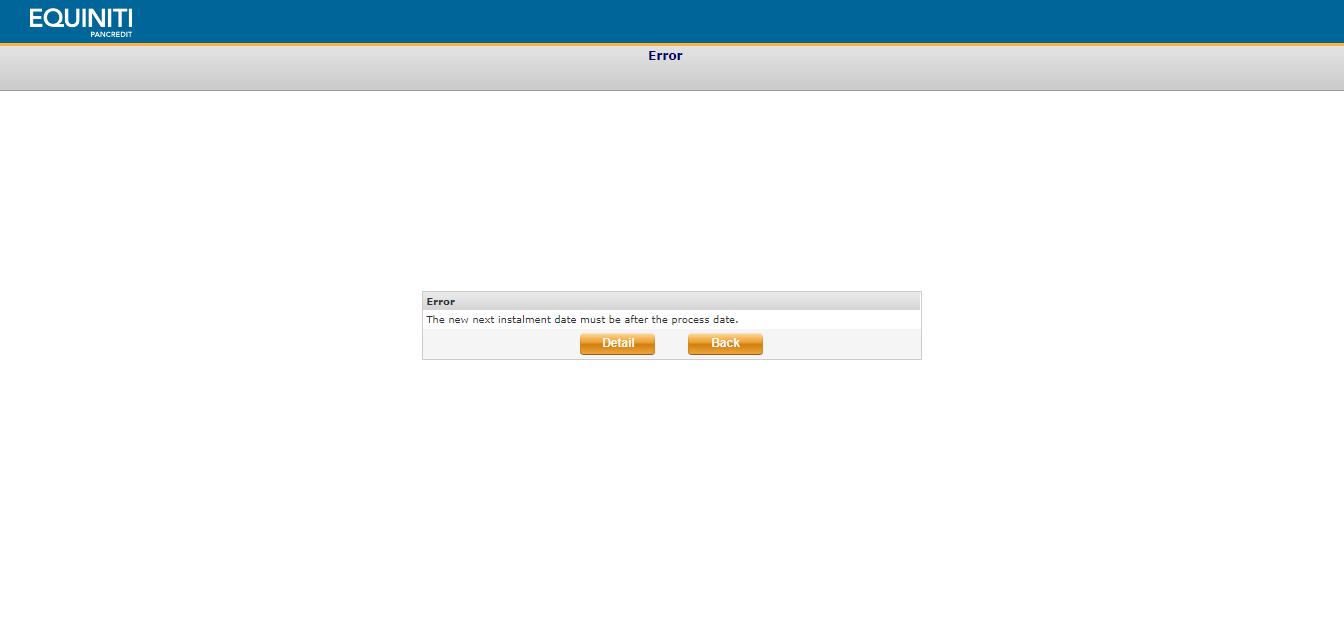 EQUINITI
PANCREDIT
Error
Error
The new next instalment date must be after the process date.
Detail Back